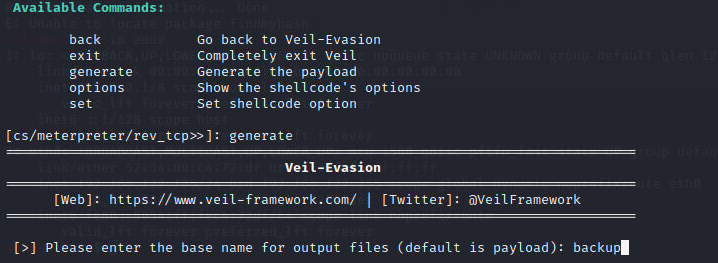 Available Commands:
back Go back to Veil-Evasion
exit Completely exit Veil
generate Generate the payload
options Show the shellcode's options
set Set shellcode option
[cs/meterpreter/rev_tcp>>]: generate
Veil-Evasion
[Web]: https://www.veil-framework.com/ | [Twitter]: @VeilFramework
[>] Please enter the base name for output files (default is payload): backup